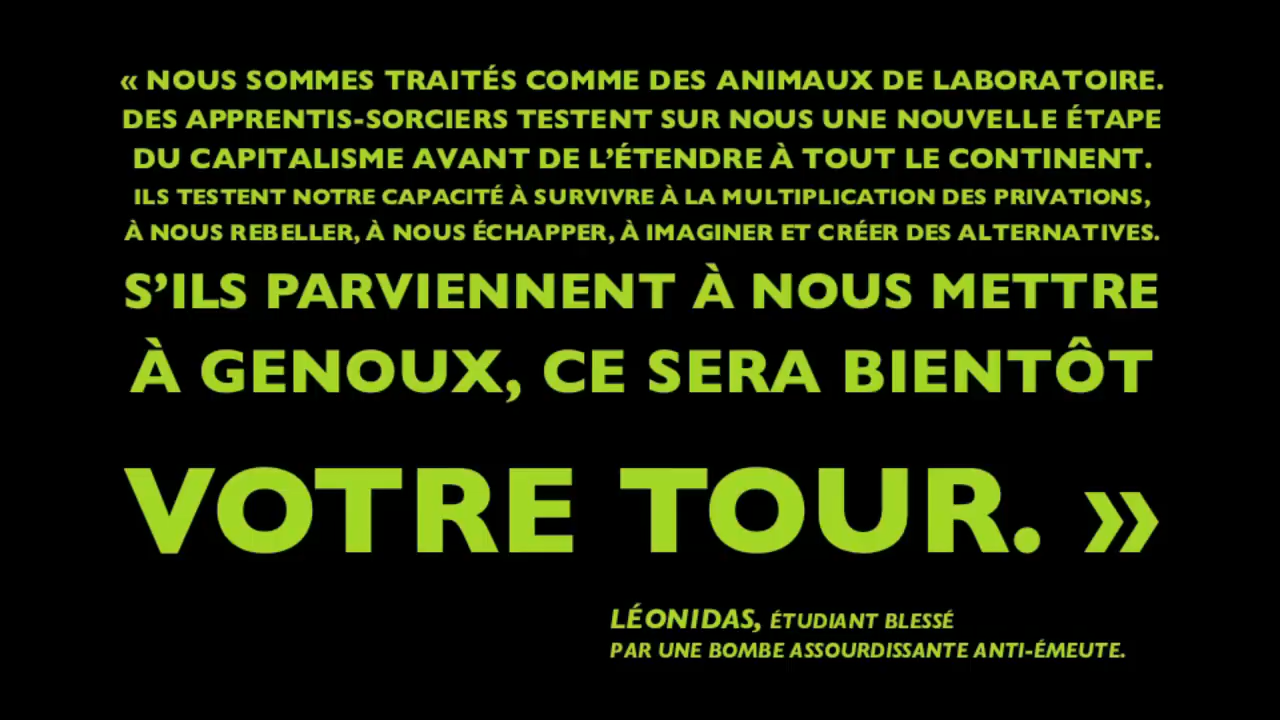 « NOUS SOMMES TRAITÉS COMME DES ANIMAUX DE LABORATOIRE.
DES APPRENTIS-SORCIERS TESTENT SUR NOUS UNE NOUVELLE ÉTAPE
DU CAPITALISME AVANT DE L’ÉTENDRE À TOUT LE CONTINENT.
ILS TESTENT NOTRE CAPACITÉ À SURVIVRE À LA MULTIPLICATION DES PRIVATIONS,
À NOUS REBELLER, À NOUS ÉCHAPPER, À IMAGINER ET CRÉER DES ALTERNATIVES.
S’ILS PARVIENNENT À NOUS METTRE
À GENOUX, CE SERA BIENTÔT
VOTRE TOUR. »
LÉONIDAS, ÉTUDIANT BLESSÉ
PAR UNE BOMBE ASSOURDISSANTE ANTI-ÉMEUTE.